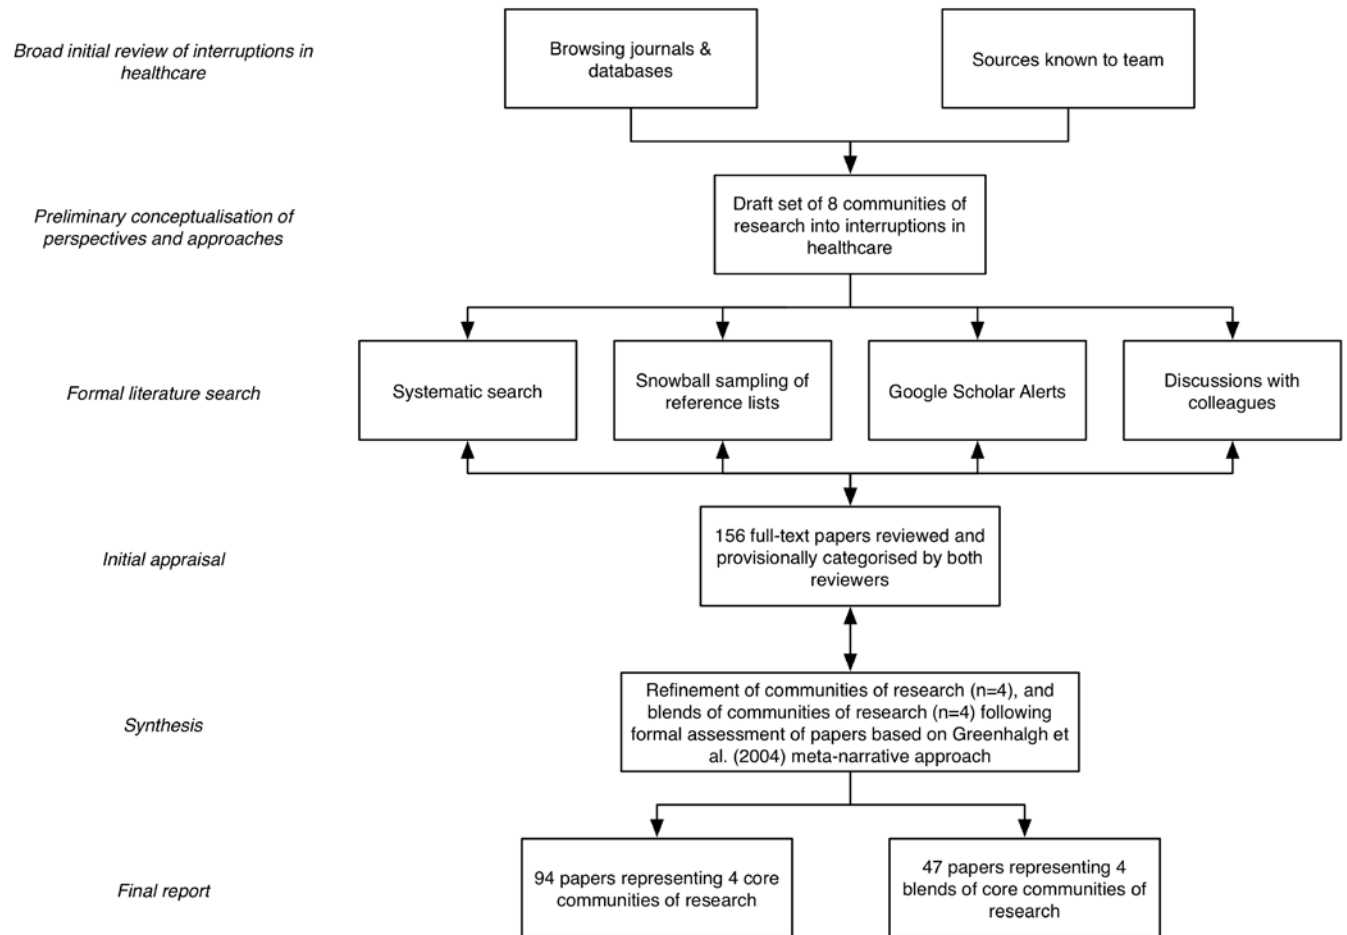 Broad initial review of interruptions in
healthcare
Browsing journals &
databases
Sources known to team
Preliminary conceptualisation of
perspectives and approaches
Draft set of 8 communities of
research into interruptions in
healthcare
Formal literature search
Systematic search
Snowball sampling of
reference lists
Google Scholar Alerts
Discussions with
colleagues
Initial appraisal
156 full-text papers reviewed and
provisionally categorised by both
reviewers
Synthesis
Refinement of communities of research (n=4), and
blends of communities of research (n=4) following
formal assessment of papers based on Greenhalgh et
al. (2004) meta-narrative approach
Final report
94 papers representing 4 core
communities of research
47 papers representing 4
blends of core communities of
research